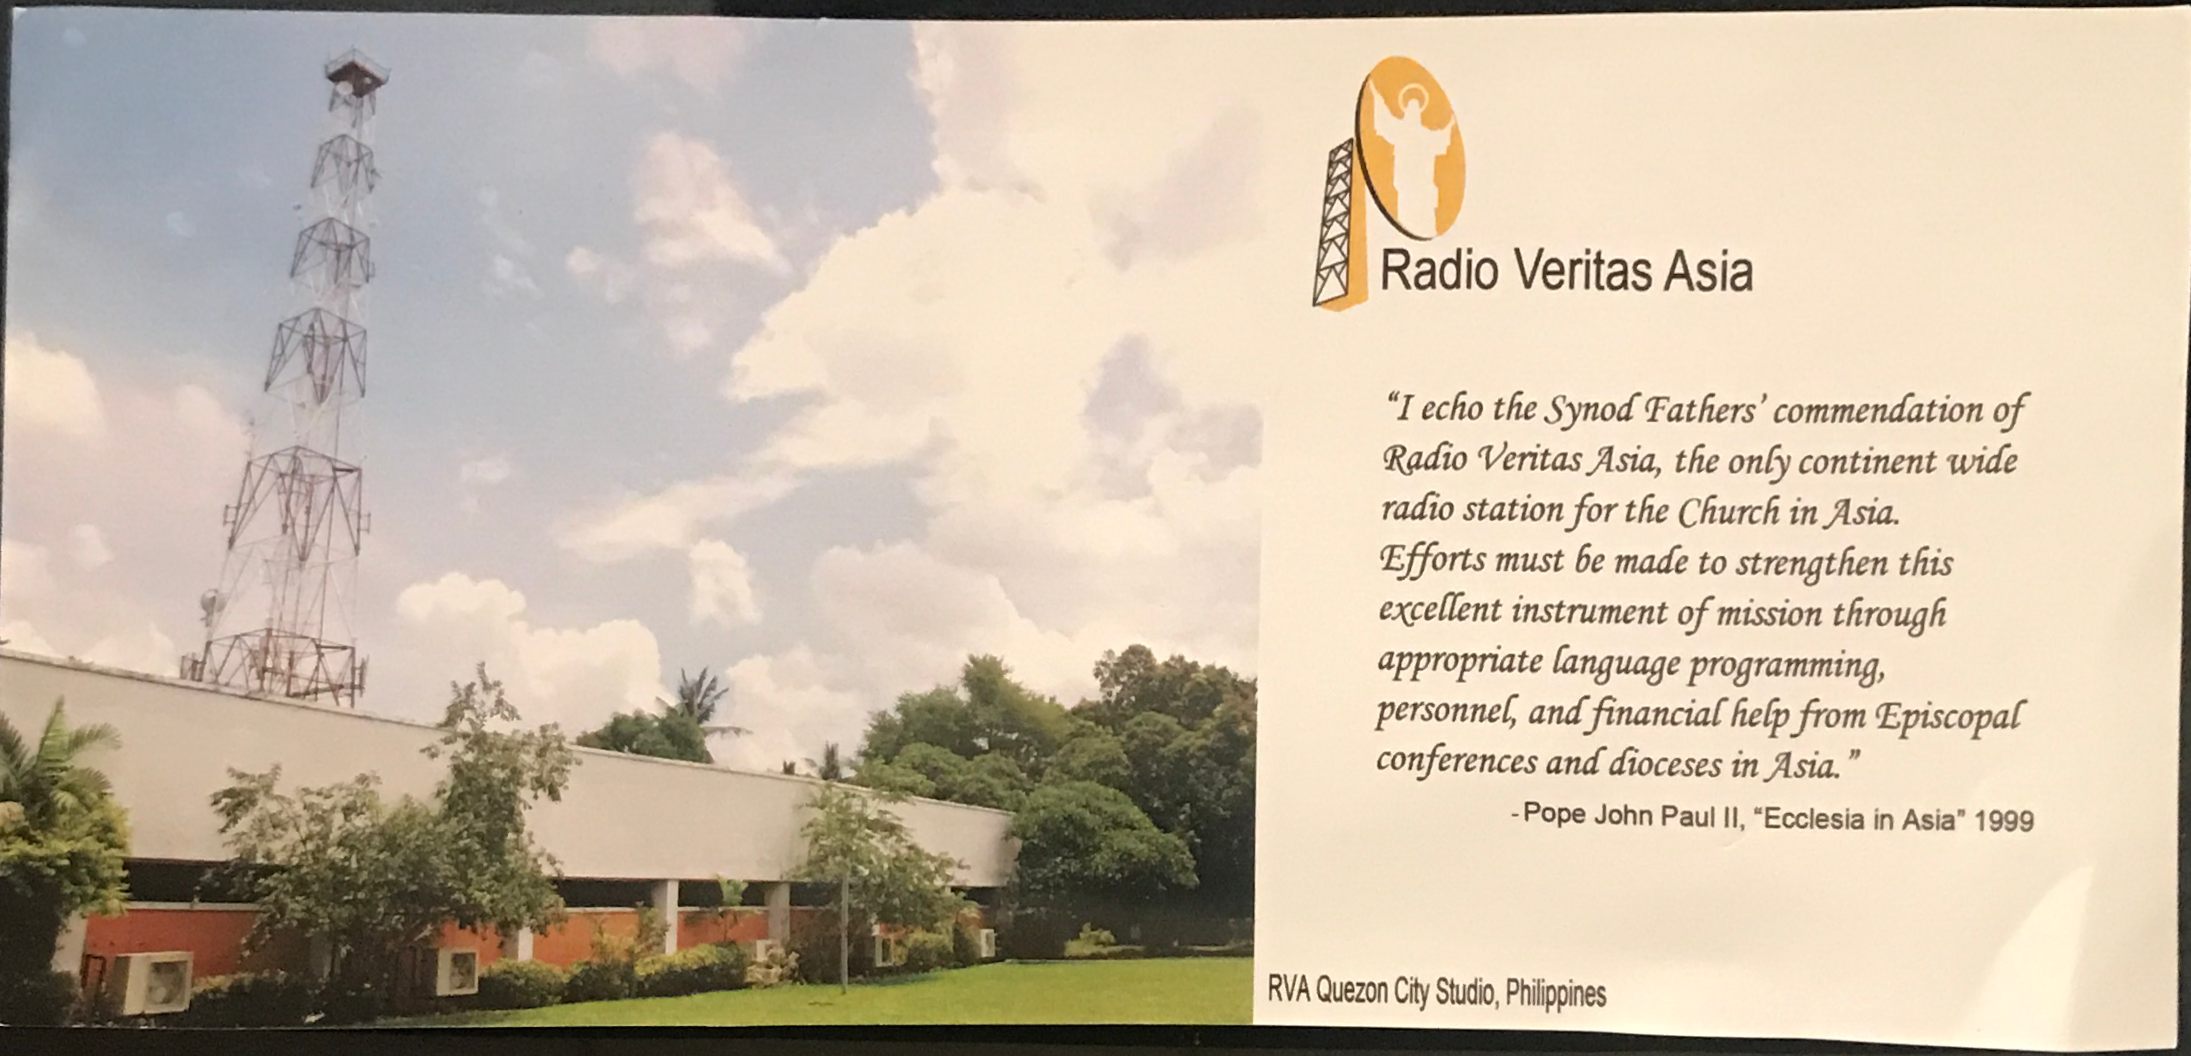 Radio Veritas Asia
“I echo the Synod Fathers’ commendation of
Radio Veritas Asia, the only continent wide
radio station for the Church in Asia.
Efforts must be made to strengthen this
excellent instrument of mission through
appropriate language programming,
personnel, and financial help from Episcopal
conferences and dioceses in Asia.”
- Pope John Paul II, “Ecclesia in Asia” 1999
RVA Quezon City Studio, Philippines